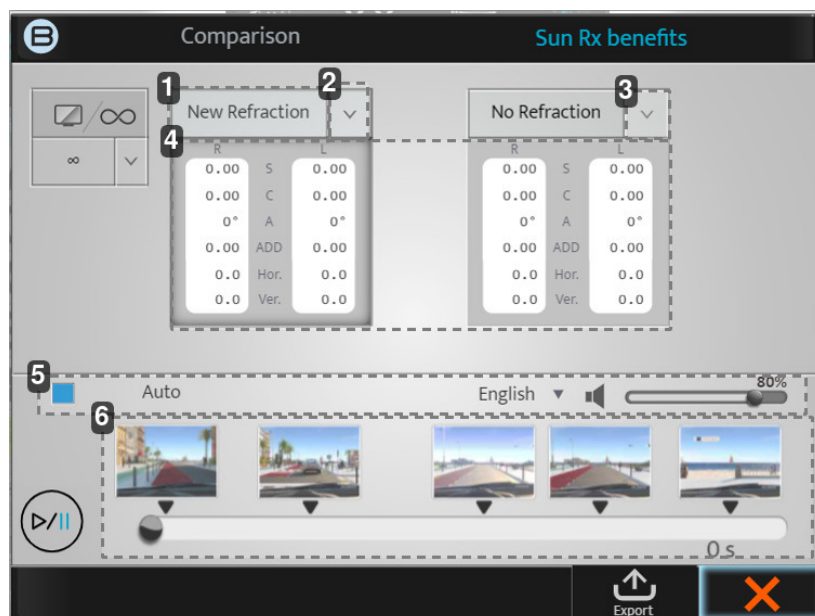 B Comparison Sun Rx benefits
1 2 3
New Refraction No Refraction
∞
4
∞
R L R L
0.00 S 0.00 0.00 S 0.00
0.00 C 0.00 0.00 C 0.00
0° A 0° 0° A 0°
0.00 ADD 0.00 0.00 ADD 0.00
0.0 Hor. 0.0 0.0 Hor. 0.0
0.0 Ver. 0.0 0.0 Ver. 0.0
5
80%
Auto English
6
0 s
Export